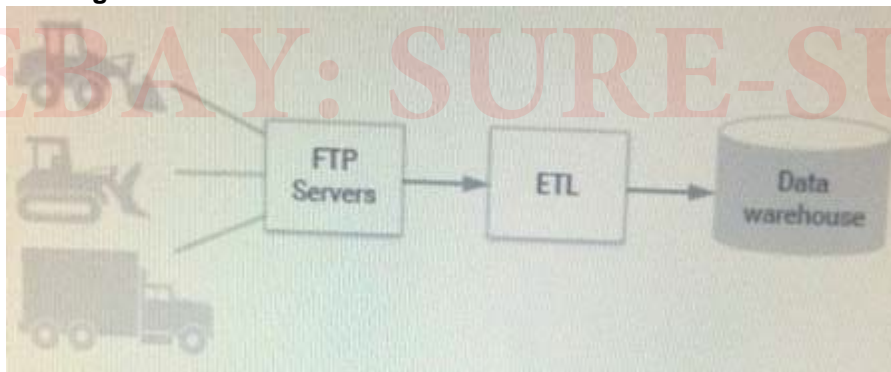 EBAY: SURE-SU
FTP
Servers
ETL
Data
warehouse